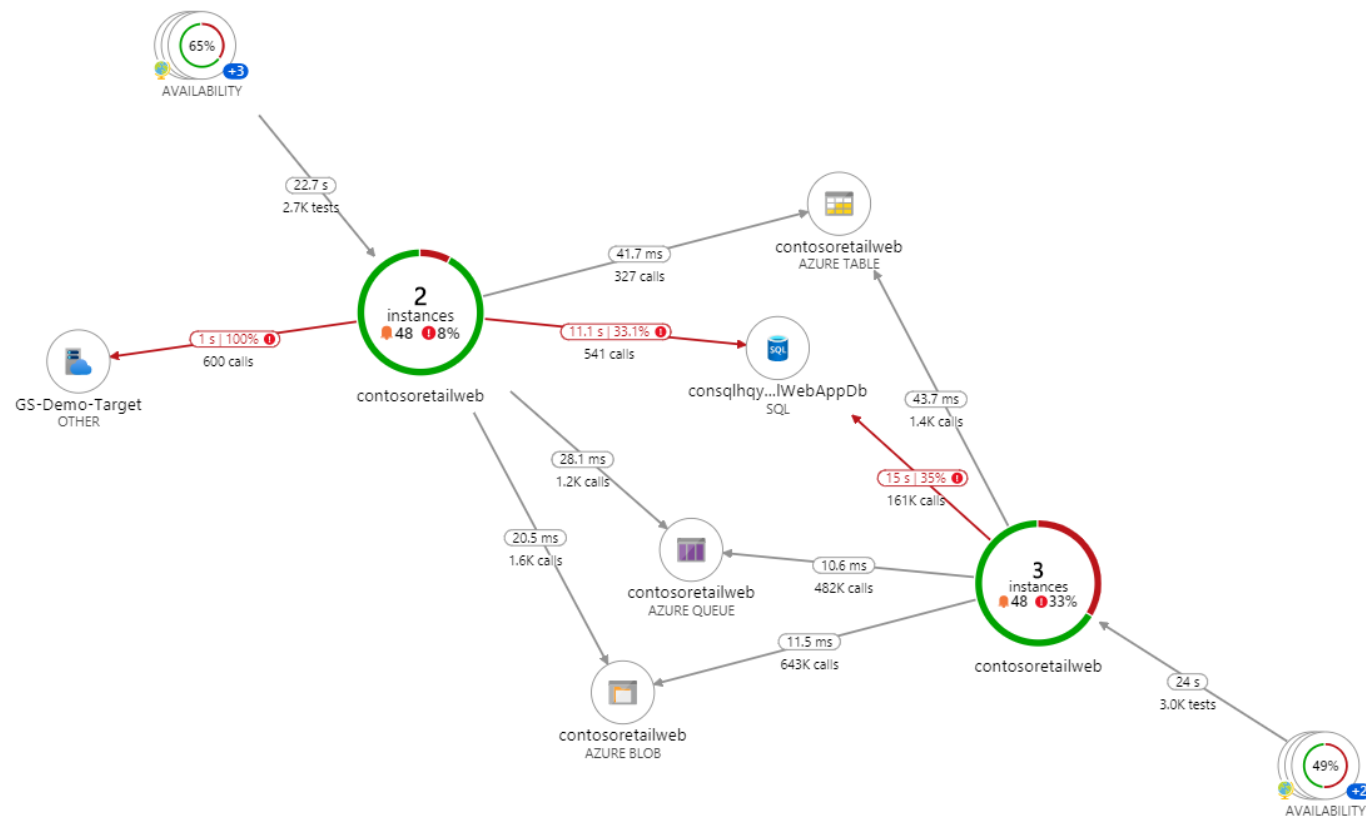 65%
+3
AVAILABILITY
22.7 s
2.7K tests
contosoretailweb
AZURE TABLE
41.7 ms
327 calls
2
instances
48 8%
contosoretailweb
1 s | 100%
600 calls
GS-Demo-Target
OTHER
11.1 s | 33.1%
541 calls
SQL
consqlhqy...lWebAppDb
SQL
43.7 ms
1.4K calls
28.1 ms
1.2K calls
15 s | 35%
161K calls
20.5 ms
1.6K calls
contosoretailweb
AZURE QUEUE
10.6 ms
482K calls
3
instances
48 33%
contosoretailweb
11.5 ms
643K calls
contosoretailweb
AZURE BLOB
24 s
3.0K tests
49%
+2
AVAILABILITY